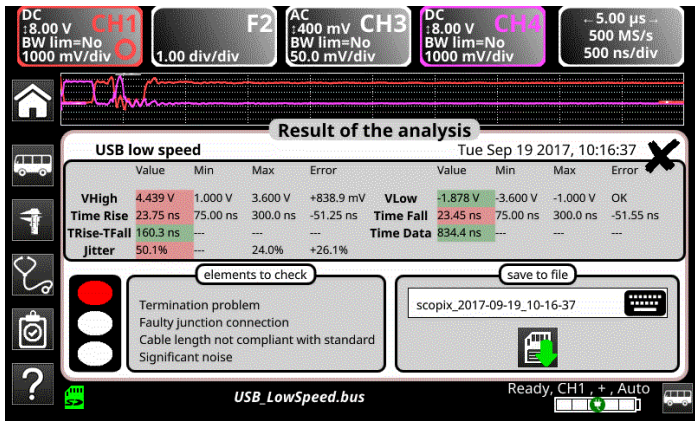 DC
↕8.00 V CH1
BW lim=No
1000 mV/div
F2
1.00 div/div
AC
↕400 mV CH3
BW lim=No
50.0 mV/div
DC
↕8.00 V CH4
BW lim=No
1000 mV/div
←5.00 µs→
500 MS/s
500 ns/div
Result of the analysis
USB low speed Tue Sep 19 2017, 10:16:37
Value Min Max Error Value Min Max Error
VHigh 4.439 V 1.000 V 3.600 V +838.9 mV VLow -1.878 V -3.600 V -1.000 V OK
Time Rise 23.75 ns 75.00 ns 300.0 ns -51.25 ns Time Fall 23.45 ns 75.00 ns 300.0 ns -51.55 ns
TRise-TFall 160.3 ns --- --- --- Time Data 834.4 ns --- --- ---
Jitter 50.1% --- 24.0% +26.1%
elements to check
Termination problem
Faulty junction connection
Cable length not compliant with standard
Significant noise
save to file
scopix_2017-09-19_10-16-37
USB_LowSpeed.bus
Ready, CH1 , + , Auto